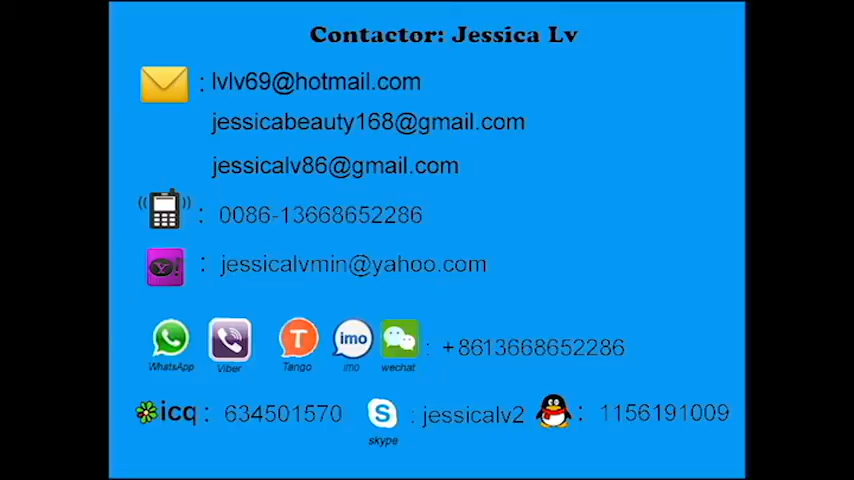 Contactor: Jessica Lv
: lvlv69@hotmail.com
jessicabeauty168@gmail.com
jessicalv86@gmail.com
: 0086-13668652286
Y! : jessicalvmin@yahoo.com
T imo : +8613668652286
WhatsApp Viber Tango imo wechat
icq : 634501570 S : jessicalv2 : 1156191009
skype